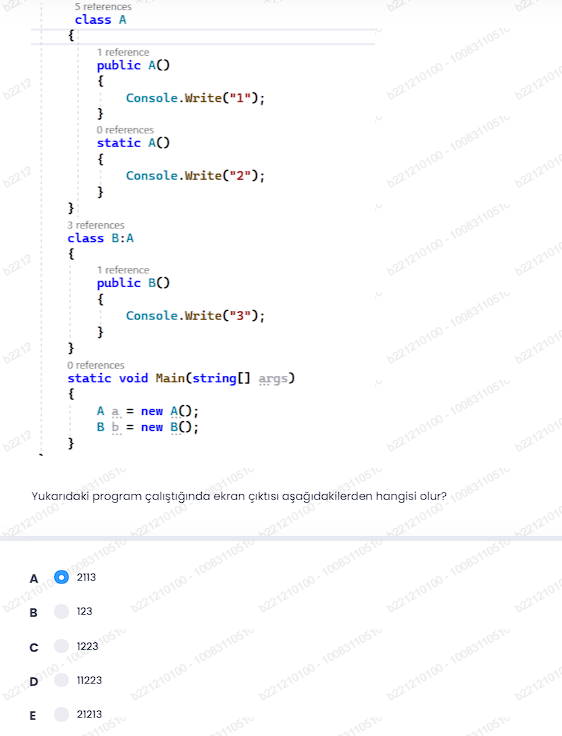 5 references
class A
{
1 reference
public A()
{
Console.Write("1");
}
0 references
static A()
{
Console.Write("2");
}
}
3 references
class B:A
{
1 reference
public B()
{
Console.Write("3");
}
}
0 references
static void Main(string[] args)
{
A a = new A();
B b = new B();
}
Yukarıdaki program çalıştığında ekran çıktısı aşağıdakilerden hangisi olur?
A 2113
B 123
C 1223
D 11223
E 21213